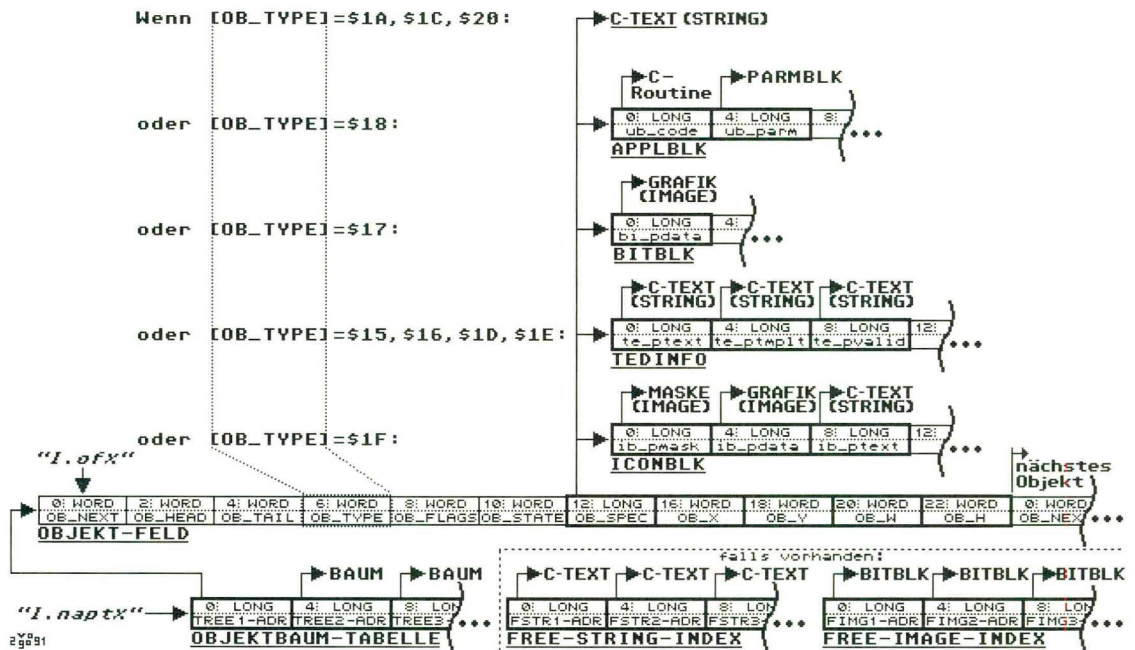 Wenn [OB_TYPE]=$1A,$1C,$20:
C-TEXT (STRING)
C-Routine
PARMBLK
oder [OB_TYPE]=$18:
0: LONG 4: LONG 8:
ub_code ub_parm
APPLBLK
GRAFIK (IMAGE)
oder [OB_TYPE]=$17:
0: LONG 4:
bi_pdata
BITBLK
C-TEXT C-TEXT C-TEXT
(STRING) (STRING) (STRING)
oder [OB_TYPE]=$15,$16,$1D,$1E:
0: LONG 4: LONG 8: LONG 12:
te_ptext te_ptmplt te_pvalid
TEDINFO
MASKE GRAFIK C-TEXT
(IMAGE) (IMAGE) (STRING)
oder [OB_TYPE]=$1F:
0: LONG 4: LONG 8: LONG 12:
ib_pmask ib_pdata ib_ptext
ICONBLK
"I.ofX"
nächstes
Objekt
0: WORD 2: WORD 4: WORD 6: WORD 8: WORD 10: WORD 12: LONG 16: WORD 18: WORD 20: WORD 22: WORD 0: WORD
OB_NEXT OB_HEAD OB_TAIL OB_TYPE OB_FLAGS OB_STATE OB_SPEC OB_X OB_Y OB_W OB_H OB_NEX
OBJEKT-FELD
falls vorhanden:
BAUM BAUM C-TEXT C-TEXT C-TEXT BITBLK BITBLK BITBLK
"I.naptX"
0: LONG 4: LONG 8: LON 0: LONG 4: LONG 8: LONG 0: LONG 4: LONG 8: LON
TREE1-ADR TREE2-ADR TREE3 FSTR1-ADR FSTR2-ADR FSTR3 FIMG1-ADR FIMG2-ADR FIMG3
OBJEKTBAUM-TABELLE FREE-STRING-INDEX FREE-IMAGE-INDEX